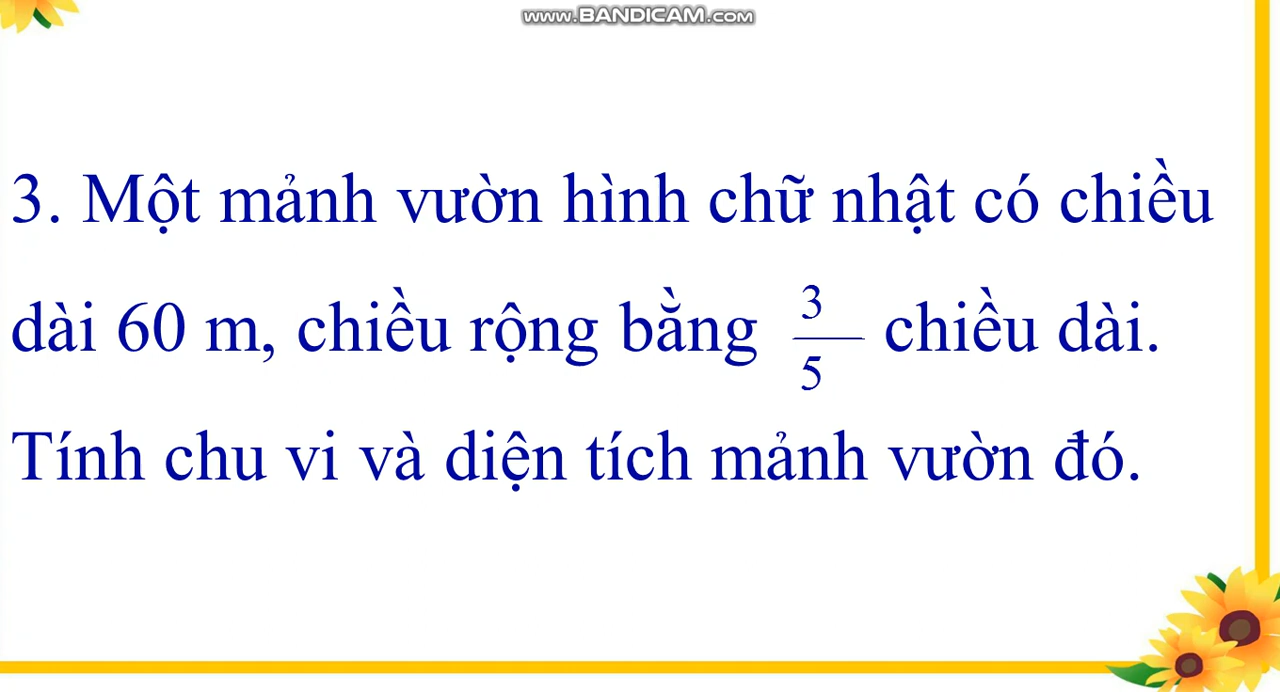 www.BANDICAM.com
3. Một mảnh vườn hình chữ nhật có chiều
dài 60 m, chiều rộng bằng 3/5 chiều dài.
Tính chu vi và diện tích mảnh vườn đó.